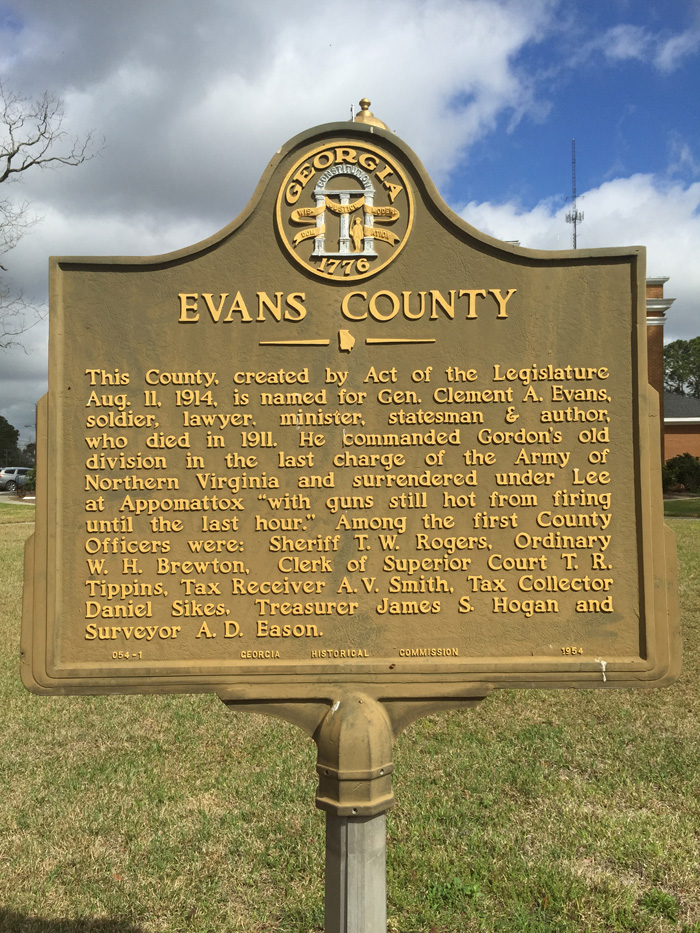 GEORGIA
CONSTITUTION
WISDOM JUSTICE MODERATION
1776
EVANS COUNTY
This County, created by Act of the Legislature
Aug. 11, 1914, is named for Gen. Clement A. Evans,
soldier, lawyer, minister, statesman & author,
who died in 1911. He commanded Gordon's old
division in the last charge of the Army of
Northern Virginia and surrendered under Lee
at Appomattox "with guns still hot from firing
until the last hour." Among the first County
Officers were: Sheriff T. W. Rogers, Ordinary
W. H. Brewton, Clerk of Superior Court T. R.
Tippins, Tax Receiver A. V. Smith, Tax Collector
Daniel Sikes, Treasurer James S. Hogan and
Surveyor A. D. Eason.
054-1 GEORGIA HISTORICAL COMMISSION 1954